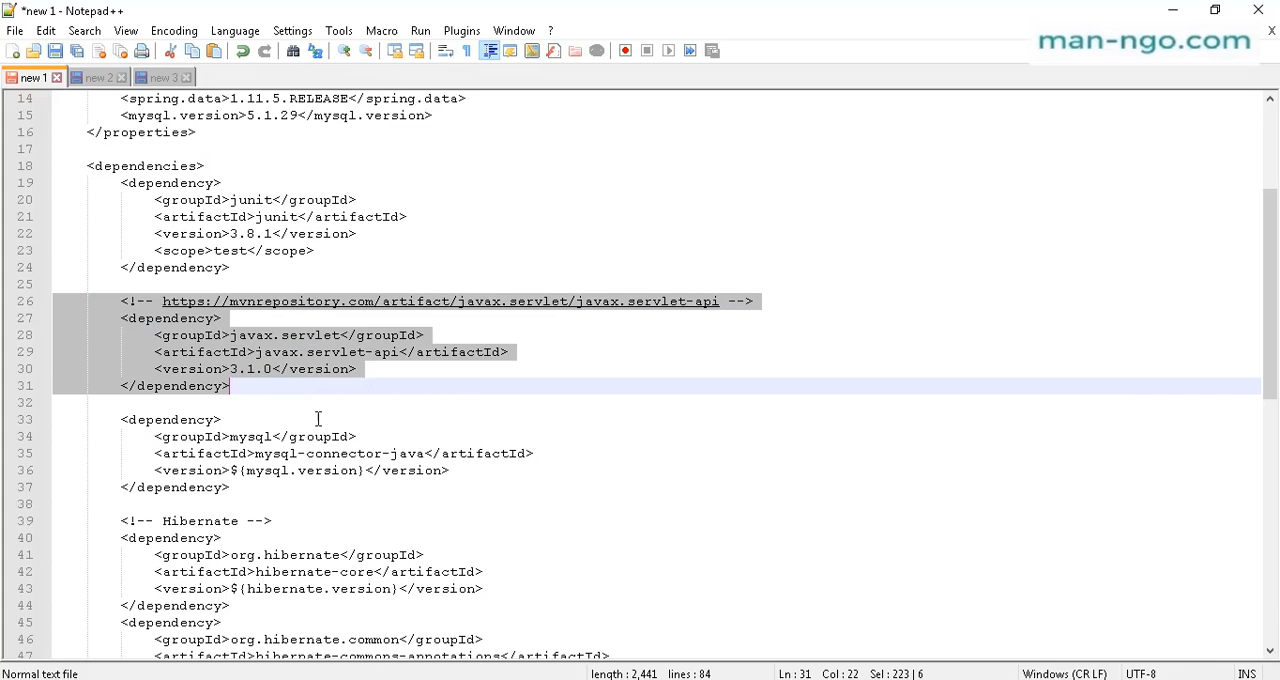 *new 1 - Notepad++
File Edit Search View Encoding Language Settings Tools Macro Run Plugins Window ? X
man-ngo.com
new 1 new 2 new 3
14 <spring.data>1.11.5.RELEASE</spring.data>
15 <mysql.version>5.1.29</mysql.version>
16 </properties>
17
18 <dependencies>
19 <dependency>
20 <groupId>junit</groupId>
21 <artifactId>junit</artifactId>
22 <version>3.8.1</version>
23 <scope>test</scope>
24 </dependency>
25
26 <!-- https://mvnrepository.com/artifact/javax.servlet/javax.servlet-api -->
27 <dependency>
28 <groupId>javax.servlet</groupId>
29 <artifactId>javax.servlet-api</artifactId>
30 <version>3.1.0</version>
31 </dependency>
32
33 <dependency>
34 <groupId>mysql</groupId>
35 <artifactId>mysql-connector-java</artifactId>
36 <version>${mysql.version}</version>
37 </dependency>
38
39 <!-- Hibernate -->
40 <dependency>
41 <groupId>org.hibernate</groupId>
42 <artifactId>hibernate-core</artifactId>
43 <version>${hibernate.version}</version>
44 </dependency>
45 <dependency>
46 <groupId>org.hibernate.common</groupId>
47 <artifactId>hibernate-commons-annotations</artifactId>
Normal text file length : 2,441 lines : 84 Ln : 31 Col : 22 Sel : 223 | 6 Windows (CR LF) UTF-8 INS